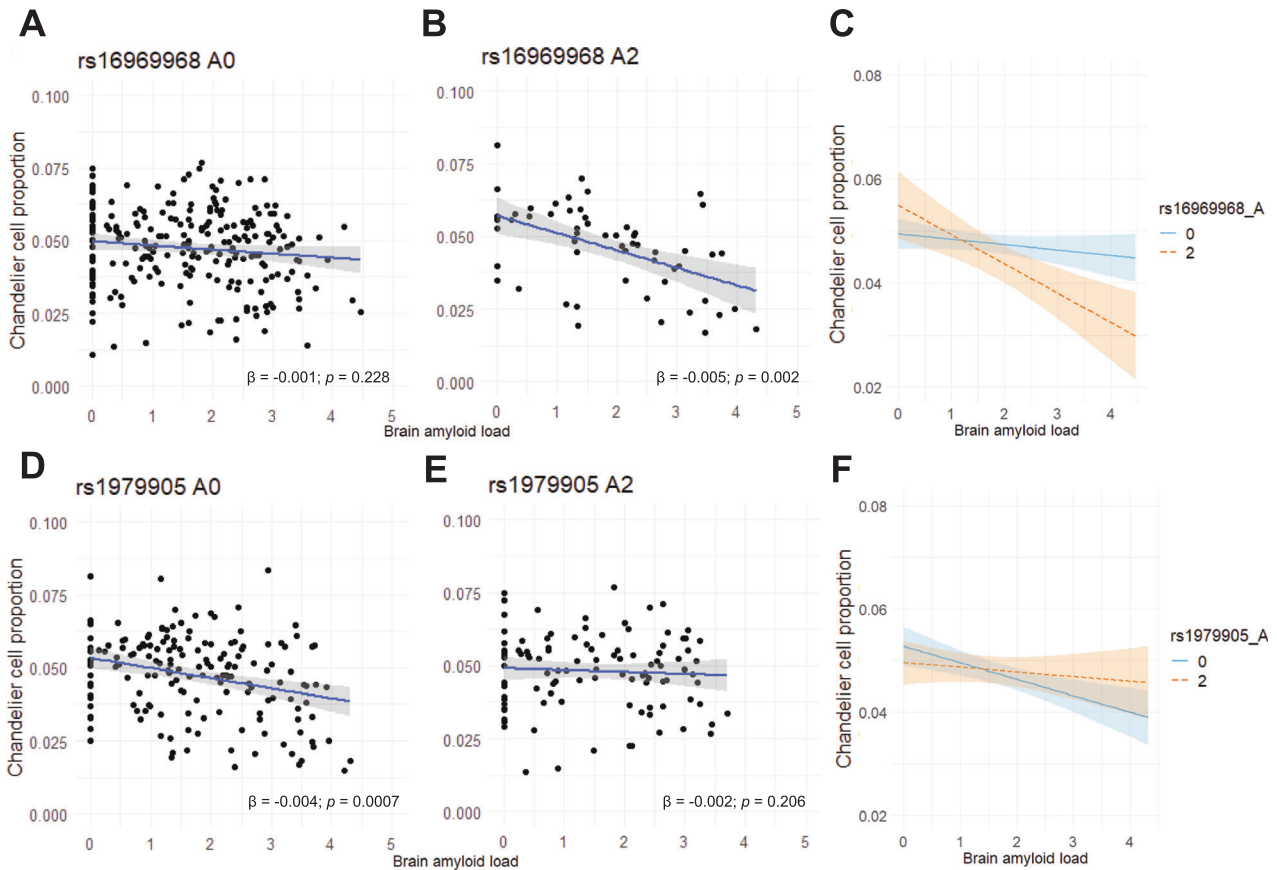 A
rs16969968 A0
Chandelier cell proportion
0.100
0.075
0.050
0.025
0.000
β = -0.001; p = 0.228
0 1 2 3 4 5
B
rs16969968 A2
0.100
0.075
0.050
0.025
0.000
β = -0.005; p = 0.002
0 1 2 3 4 5
Brain amyloid load
C
Chandelier cell proportion
0.08
0.06
0.04
0.02
0 1 2 3 4
Brain amyloid load
rs16969968_A
0
2
D
rs1979905 A0
Chandelier cell proportion
0.100
0.075
0.050
0.025
0.000
β = -0.004; p = 0.0007
0 1 2 3 4 5
E
rs1979905 A2
0.100
0.075
0.050
0.025
0.000
β = -0.002; p = 0.206
0 1 2 3 4 5
Brain amyloid load
F
Chandelier cell proportion
0.08
0.06
0.04
0.02
0 1 2 3 4
Brain amyloid load
rs1979905_A
0
2